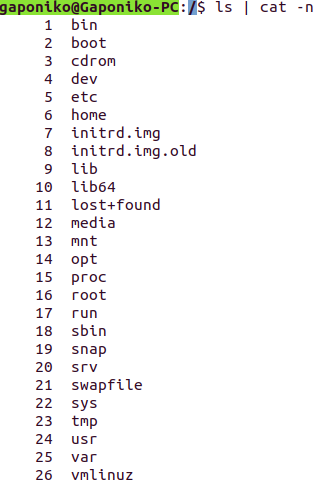 gaponiko@Gaponiko-PC:/$ ls | cat -n
1 bin
2 boot
3 cdrom
4 dev
5 etc
6 home
7 initrd.img
8 initrd.img.old
9 lib
10 lib64
11 lost+found
12 media
13 mnt
14 opt
15 proc
16 root
17 run
18 sbin
19 snap
20 srv
21 swapfile
22 sys
23 tmp
24 usr
25 var
26 vmlinuz